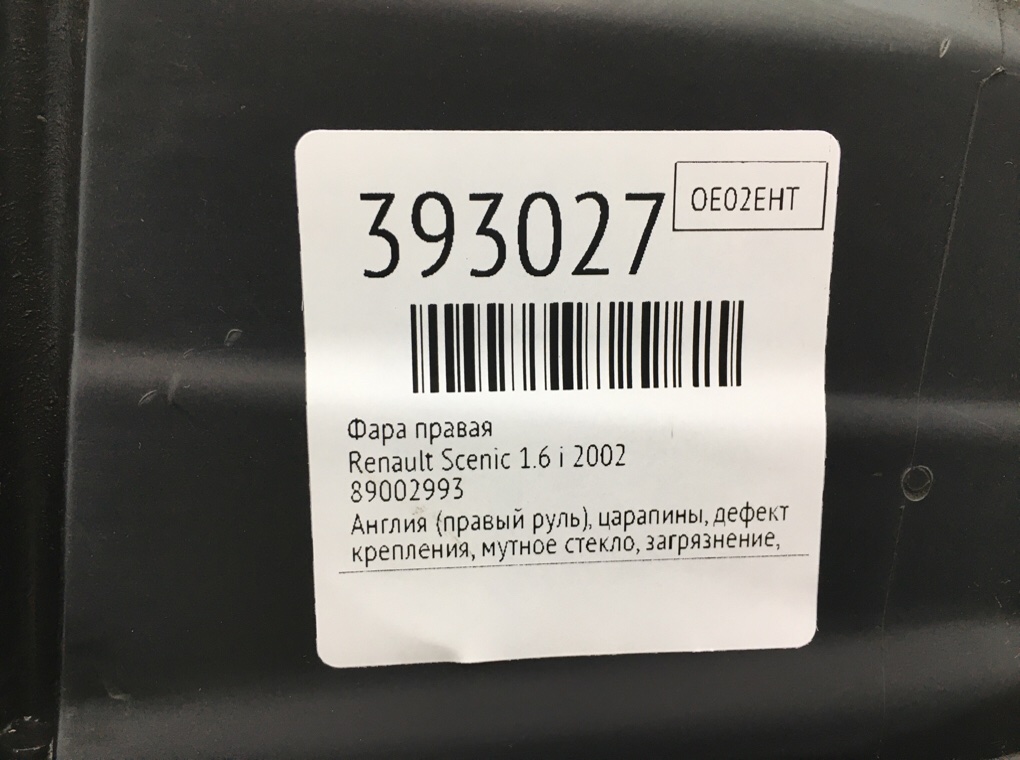 393027
OE02EHT
Фара правая
Renault Scenic 1.6 i 2002
89002993
Англия (правый руль), царапины, дефект
крепления, мутное стекло, загрязнение,